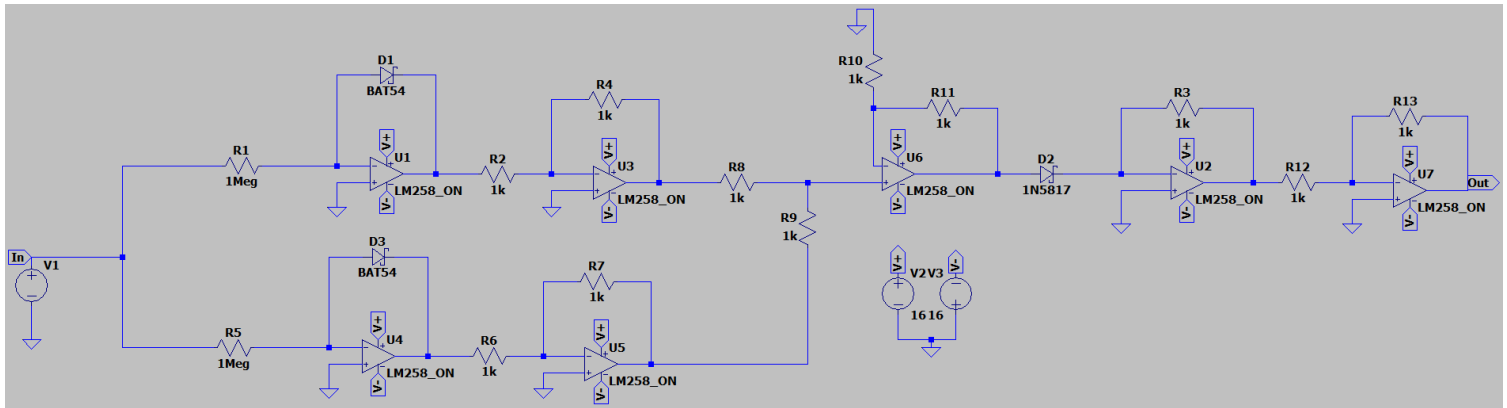 In
V1
R1
1Meg
D1
BAT54
V+
U1
LM258_ON
V-
R2
1k
R4
1k
V+
U3
LM258_ON
V-
R8
1k
R5
1Meg
D3
BAT54
V+
U4
LM258_ON
V-
R6
1k
R7
1k
V+
U5
LM258_ON
V-
R9
1k
R10
1k
R11
1k
V+
U6
LM258_ON
V-
D2
1N5817
V+
V-
V2
V3
16
16
R3
1k
V+
U2
LM258_ON
V-
R12
1k
R13
1k
V+
U7
LM258_ON
V-
Out